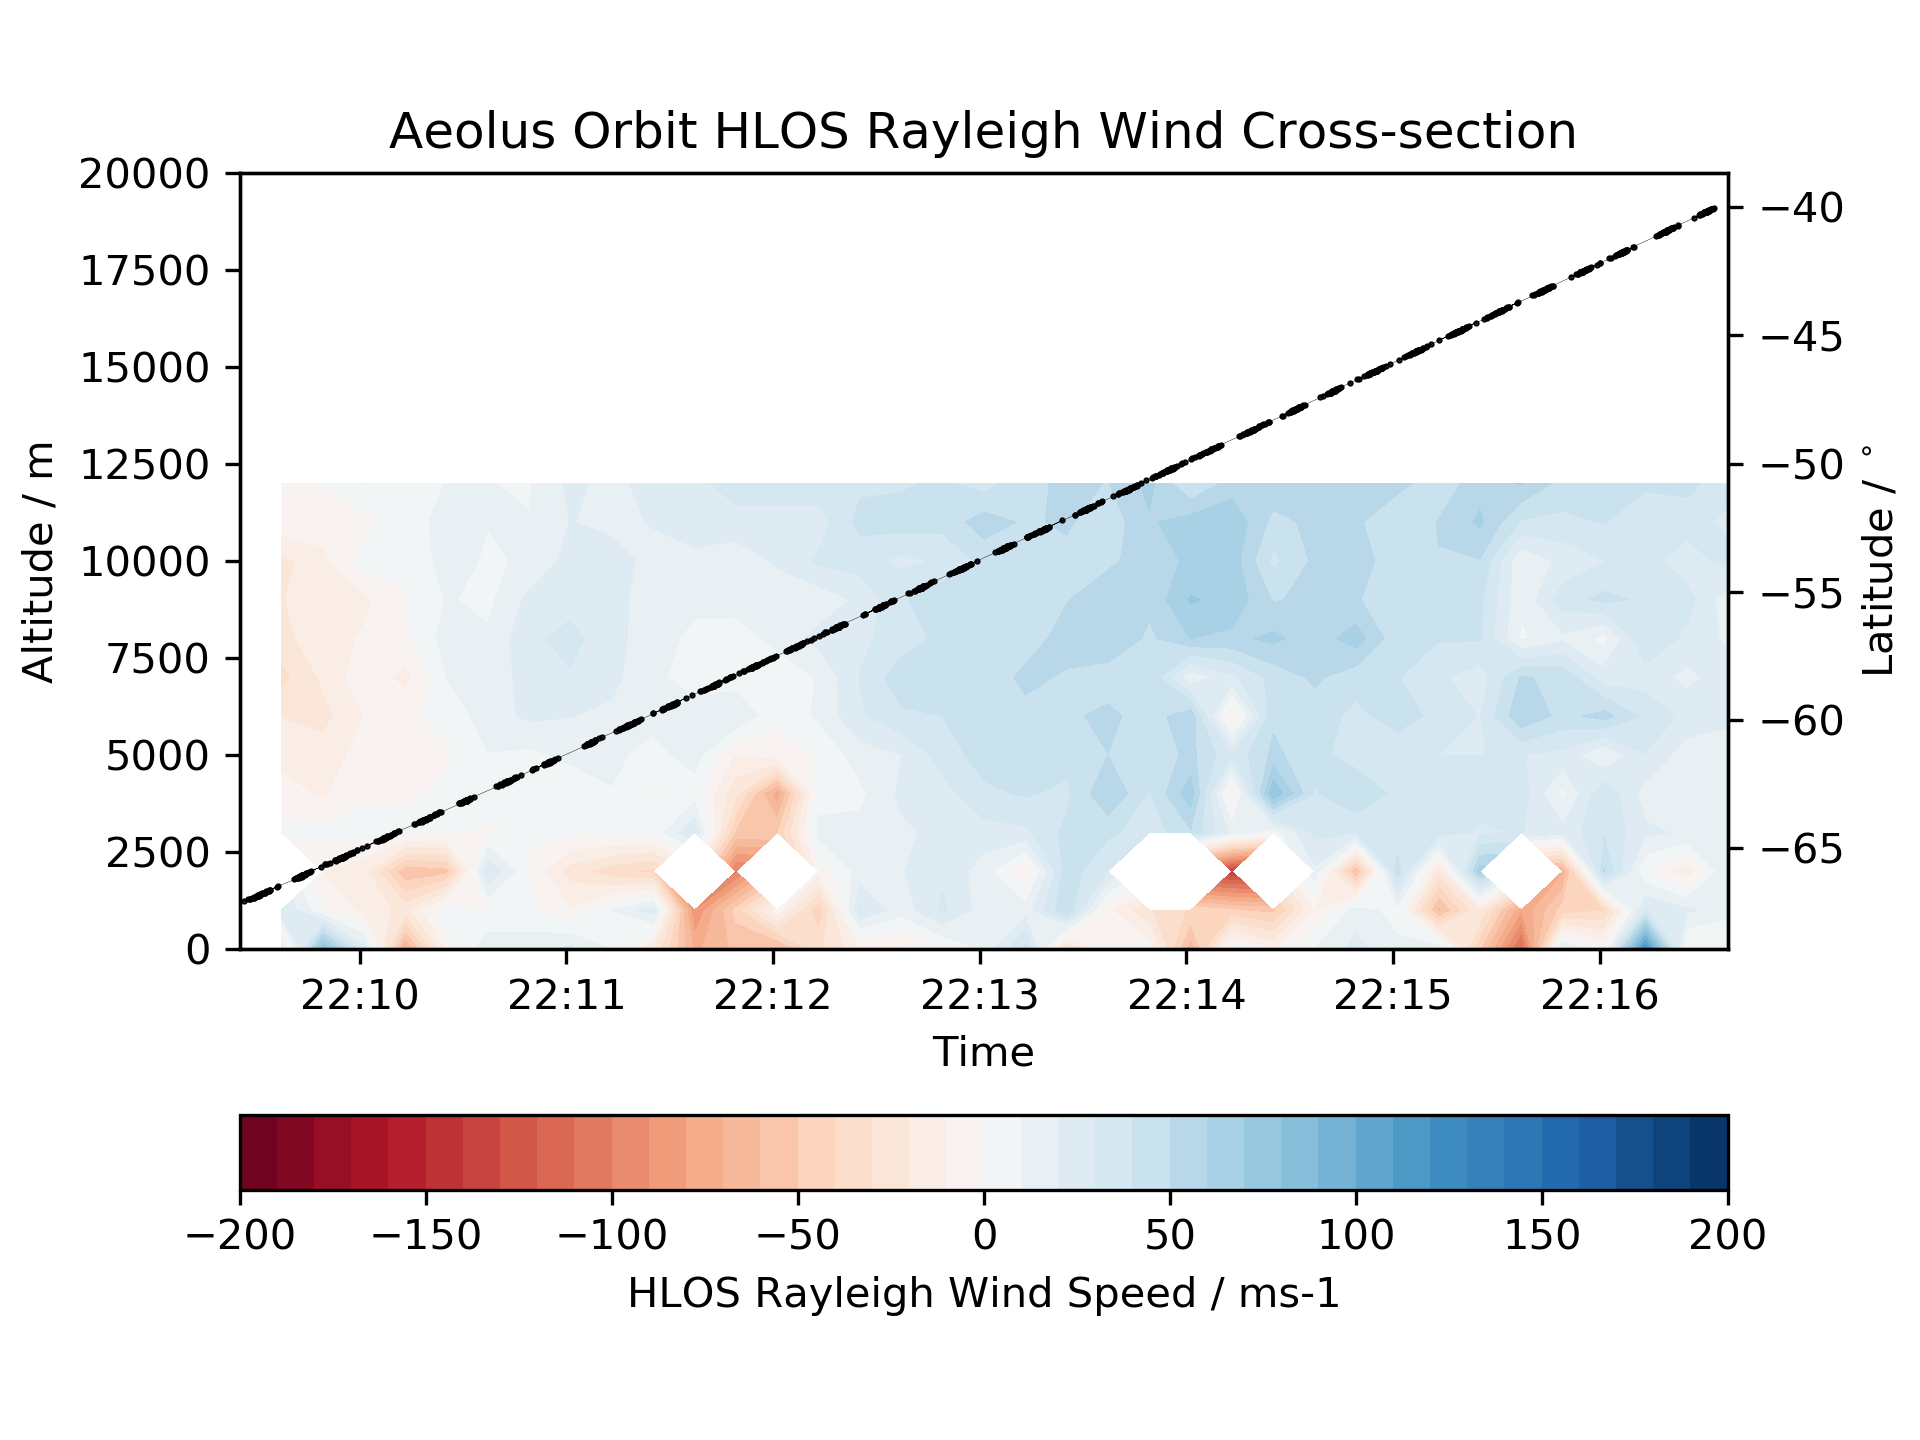 Aeolus Orbit HLOS Rayleigh Wind Cross-section
20000
17500
15000
12500
10000
7500
5000
2500
0
Altitude / m
−40
−45
−50
−55
−60
−65
Latitude / °
22:10 22:11 22:12 22:13 22:14 22:15 22:16
Time
−200 −150 −100 −50 0 50 100 150 200
HLOS Rayleigh Wind Speed / ms-1